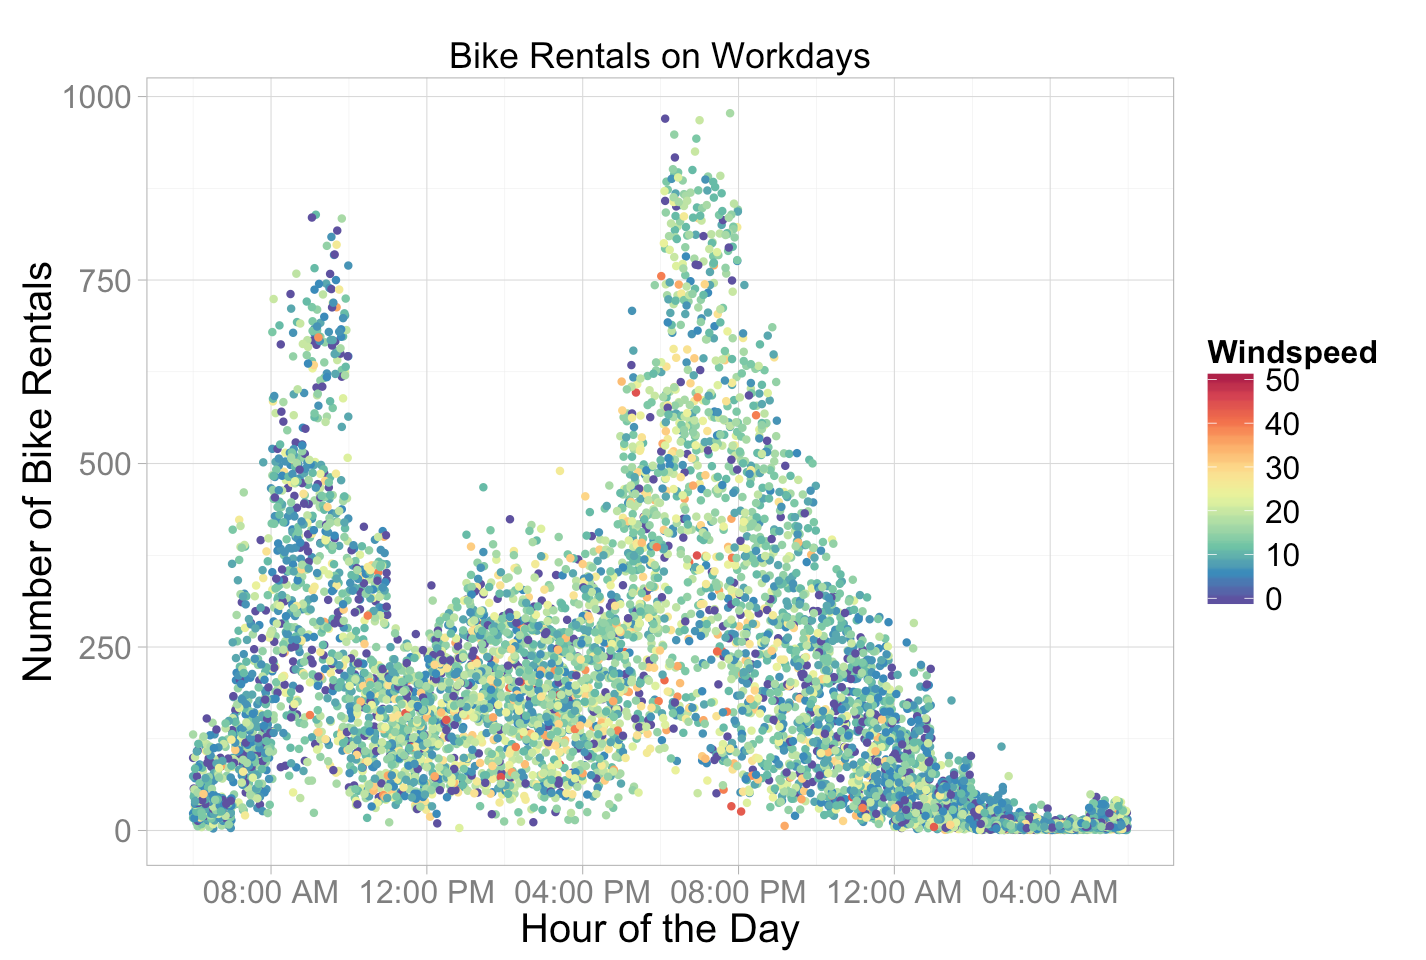 Bike Rentals on Workdays
1000
750
500
250
0
Number of Bike Rentals
08:00 AM 12:00 PM 04:00 PM 08:00 PM 12:00 AM 04:00 AM
Hour of the Day
Windspeed
50
40
30
20
10
0